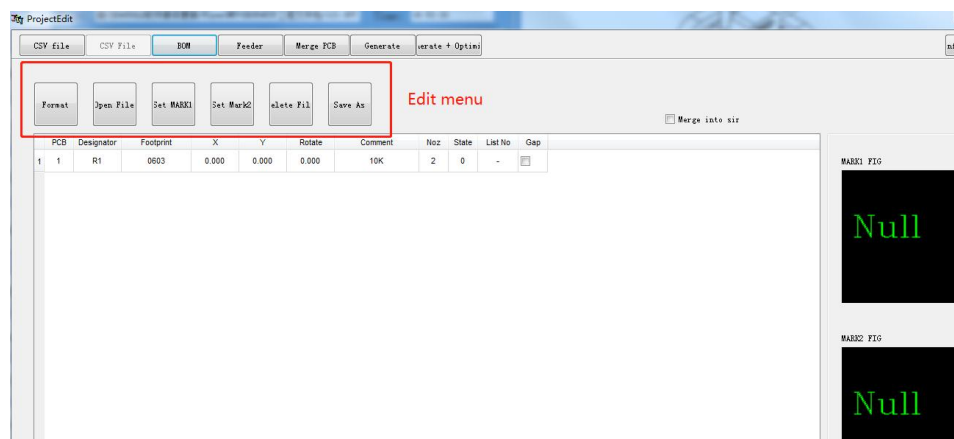 ProjectEdit
CSV file CSV File BOM Feeder Merge PCB Generate erate + Optimi
Format Open File Set MARK1 Set Mark2 elete Fil Save As Edit menu
Merge into sir
PCB Designator Footprint X Y Rotate Comment Noz State List No Gap
1 1 R1 0603 0.000 0.000 0.000 10K 2 0 -
MARK1 FIG
Null
MARK2 FIG
Null